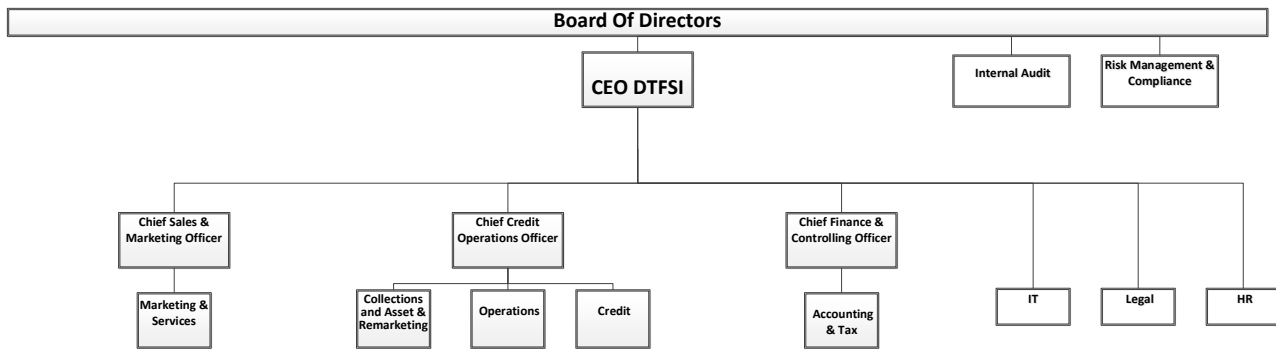 Board Of Directors
CEO DTFSI
Internal Audit
Risk Management &
Compliance
Chief Sales &
Marketing Officer
Chief Credit
Operations Officer
Chief Finance &
Controlling Officer
Marketing &
Services
Collections
and Asset &
Remarketing
Operations
Credit
Accounting
& Tax
IT
Legal
HR